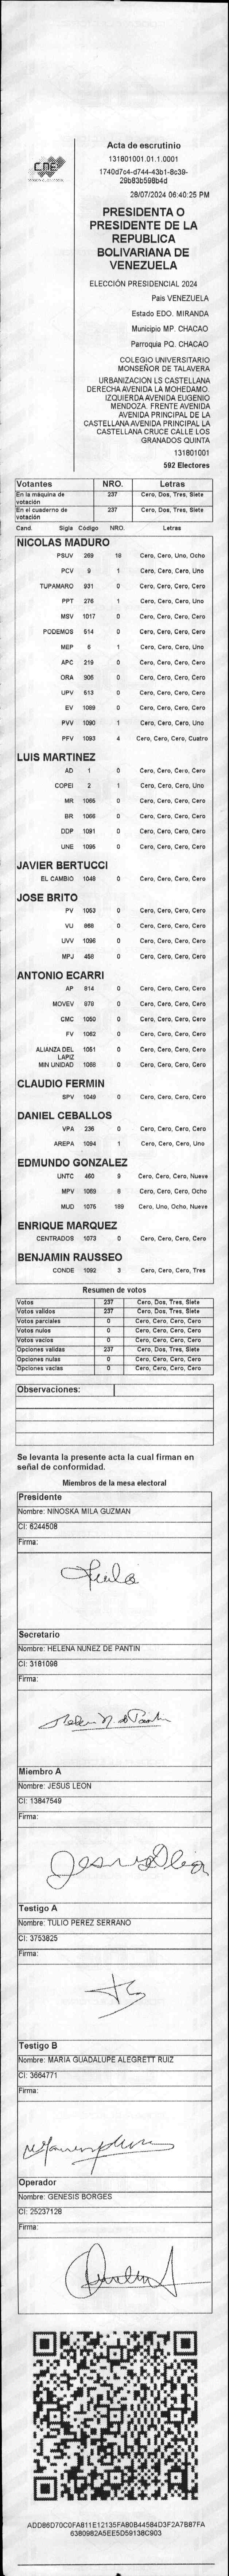 CNE
Acta de escrutinio
131801001.01.1.0001
1740d7c4-d744-43b1-8c39-
29b83b598b4d
28/07/2024 06:40:25 PM
PRESIDENTA O
PRESIDENTE DE LA
REPUBLICA
BOLIVARIANA DE
VENEZUELA
ELECCIÓN PRESIDENCIAL 2024
Pais VENEZUELA
Estado EDO. MIRANDA
Municipio MP. CHACAO
Parroquia PQ. CHACAO
COLEGIO UNIVERSITARIO
MONSEÑOR DE TALAVERA
URBANIZACION LS CASTELLANA
DERECHA AVENIDA LA MOHEDAMO.
IZQUIERDA AVENIDA EUGENIO
MENDOZA. FRENTE AVENIDA
AVENIDA PRINCIPAL DE LA
CASTELLANA AVENIDA PRINCIPAL LA
CASTELLANA CRUCE CALLE LOS
GRANADOS QUINTA
131801001
592 Electores
Votantes NRO. Letras
En la máquina de votación 237 Cero, Dos, Tres, Siete
En el cuaderno de votación 237 Cero, Dos, Tres, Siete
Cand. Sigla Código NRO. Letras
NICOLAS MADURO
PSUV 269 18 Cero, Cero, Uno, Ocho
PCV 9 1 Cero, Cero, Cero, Uno
TUPAMARO 931 0 Cero, Cero, Cero, Cero
PPT 276 1 Cero, Cero, Cero, Uno
MSV 1017 0 Cero, Cero, Cero, Cero
PODEMOS 514 0 Cero, Cero, Cero, Cero
MEP 6 1 Cero, Cero, Cero, Uno
APC 219 0 Cero, Cero, Cero, Cero
ORA 906 0 Cero, Cero, Cero, Cero
UPV 513 0 Cero, Cero, Cero, Cero
EV 1089 0 Cero, Cero, Cero, Cero
PVV 1090 1 Cero, Cero, Cero, Uno
PFV 1093 4 Cero, Cero, Cero, Cuatro
LUIS MARTINEZ
AD 1 0 Cero, Cero, Cero, Cero
COPEI 2 1 Cero, Cero, Cero, Uno
MR 1065 0 Cero, Cero, Cero, Cero
BR 1066 0 Cero, Cero, Cero, Cero
DDP 1091 0 Cero, Cero, Cero, Cero
UNE 1095 0 Cero, Cero, Cero, Cero
JAVIER BERTUCCI
EL CAMBIO 1048 0 Cero, Cero, Cero, Cero
JOSE BRITO
PV 1053 0 Cero, Cero, Cero, Cero
VU 868 0 Cero, Cero, Cero, Cero
UVV 1096 0 Cero, Cero, Cero, Cero
MPJ 458 0 Cero, Cero, Cero, Cero
ANTONIO ECARRI
AP 814 0 Cero, Cero, Cero, Cero
MOVEV 879 0 Cero, Cero, Cero, Cero
CMC 1050 0 Cero, Cero, Cero, Cero
FV 1062 0 Cero, Cero, Cero, Cero
ALIANZA DEL LAPIZ 1051 0 Cero, Cero, Cero, Cero
MIN UNIDAD 1068 0 Cero, Cero, Cero, Cero
CLAUDIO FERMIN
SPV 1049 0 Cero, Cero, Cero, Cero
DANIEL CEBALLOS
VPA 236 0 Cero, Cero, Cero, Cero
AREPA 1094 1 Cero, Cero, Cero, Uno
EDMUNDO GONZALEZ
UNTC 460 9 Cero, Cero, Cero, Nueve
MPV 1069 8 Cero, Cero, Cero, Ocho
MUD 1075 189 Cero, Uno, Ocho, Nueve
ENRIQUE MARQUEZ
CENTRADOS 1073 0 Cero, Cero, Cero, Cero
BENJAMIN RAUSSEO
CONDE 1092 3 Cero, Cero, Cero, Tres
Resumen de votos
Votos 237 Cero, Dos, Tres, Siete
Votos validos 237 Cero, Dos, Tres, Siete
Votos parciales 0 Cero, Cero, Cero, Cero
Votos nulos 0 Cero, Cero, Cero, Cero
Votos vacios 0 Cero, Cero, Cero, Cero
Opciones validas 237 Cero, Dos, Tres, Siete
Opciones nulas 0 Cero, Cero, Cero, Cero
Opciones vacias 0 Cero, Cero, Cero, Cero
Observaciones:
Se levanta la presente acta la cual firman en
señal de conformidad.
Miembros de la mesa electoral
Presidente
Nombre: NINOSKA MILA GUZMAN
CI: 6244508
Firma:
Secretario
Nombre: HELENA NUÑEZ DE PANTIN
CI: 3181098
Firma:
Miembro A
Nombre: JESUS LEON
CI: 13847549
Firma:
Testigo A
Nombre: TULIO PEREZ SERRANO
CI: 3753825
Firma:
Testigo B
Nombre: MARIA GUADALUPE ALEGRETT RUIZ
CI: 3664771
Firma:
Operador
Nombre: GENESIS BORGES
CI: 25237128
Firma:
ADD86D70C0FA811E12135FA80B44584D3F2A7B87FA
6380982A5EE5D59138C903